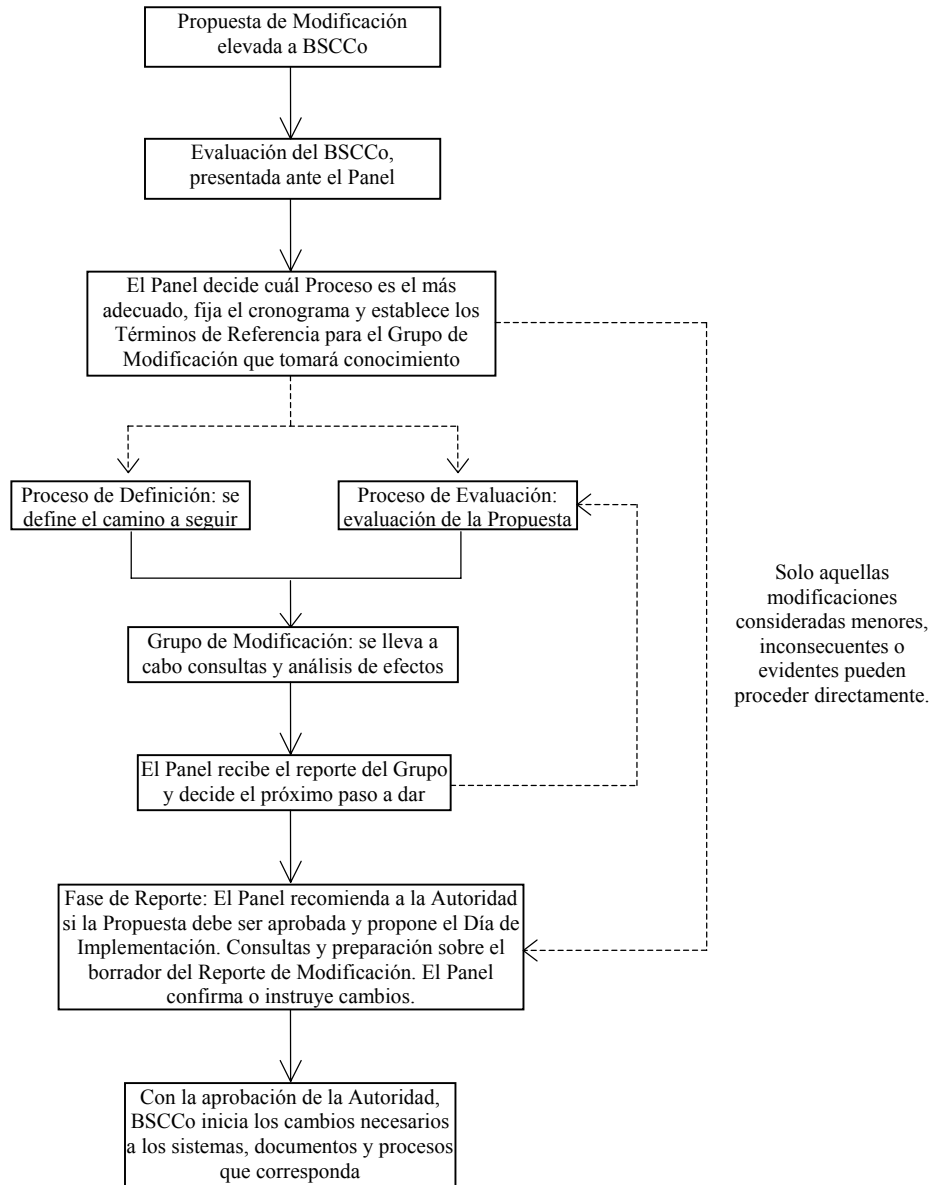 Propuesta de Modificación
elevada a BSCCo
Evaluación del BSCCo,
presentada ante el Panel
El Panel decide cuál Proceso es el más
adecuado, fija el cronograma y establece los
Términos de Referencia para el Grupo de
Modificación que tomará conocimiento
Proceso de Definición: se
define el camino a seguir
Proceso de Evaluación:
evaluación de la Propuesta
Solo aquellas
modificaciones
consideradas menores,
inconsecuentes o
evidentes pueden
proceder directamente.
Grupo de Modificación: se lleva a
cabo consultas y análisis de efectos
El Panel recibe el reporte del Grupo
y decide el próximo paso a dar
Fase de Reporte: El Panel recomienda a la Autoridad
si la Propuesta debe ser aprobada y propone el Día de
Implementación. Consultas y preparación sobre el
borrador del Reporte de Modificación. El Panel
confirma o instruye cambios.
Con la aprobación de la Autoridad,
BSCCo inicia los cambios necesarios
a los sistemas, documentos y procesos
que corresponda